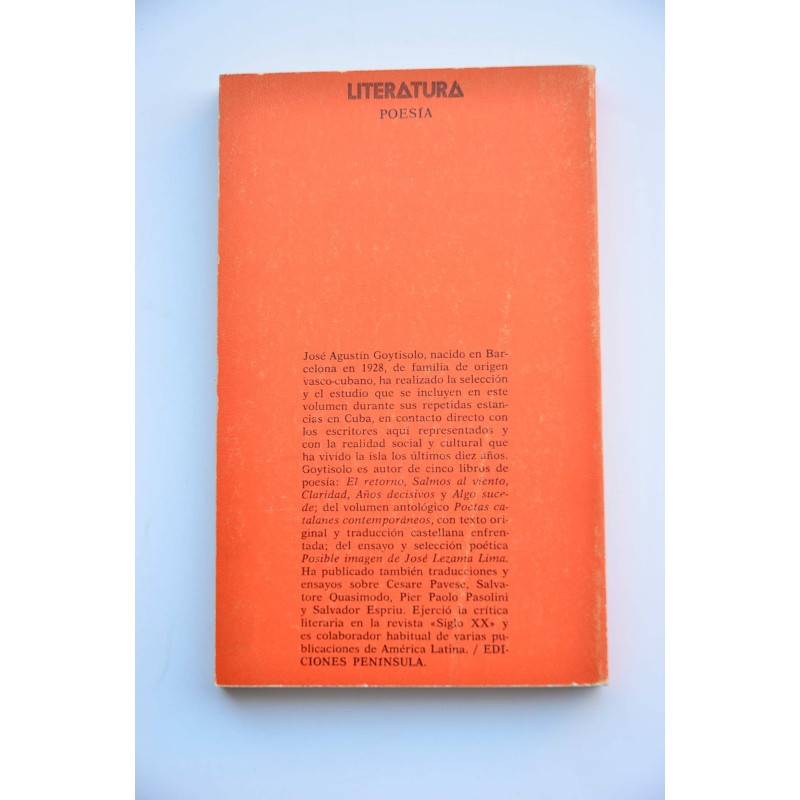 LITERATURA
POESÍA
José Agustín Goytisolo, nacido en Bar-
celona en 1928, de familia de origen
vasco-cubano, ha realizado la selección
y el estudio que se incluyen en este
volumen durante sus repetidas estan-
cias en Cuba, en contacto directo con
los escritores aquí representados y
con la realidad social y cultural que
ha vivido la isla los últimos diez años.
Goytisolo es autor de cinco libros de
poesía: El retorno, Salmos al viento,
Claridad, Años decisivos y Algo suce-
de; del volumen antológico Poetas ca-
talanes contemporáneos, con texto ori-
ginal y traducción castellana enfren-
tada; del ensayo y selección poética
Posible imagen de José Lezama Lima.
Ha publicado también traducciones y
ensayos sobre Cesare Pavese, Salva-
tore Quasimodo, Pier Paolo Pasolini
y Salvador Espriu. Ejerció la crítica
literaria en la revista «Siglo XX» y
es colaborador habitual de varias pu-
blicaciones de América Latina. / EDI-
CIONES PENÍNSULA.